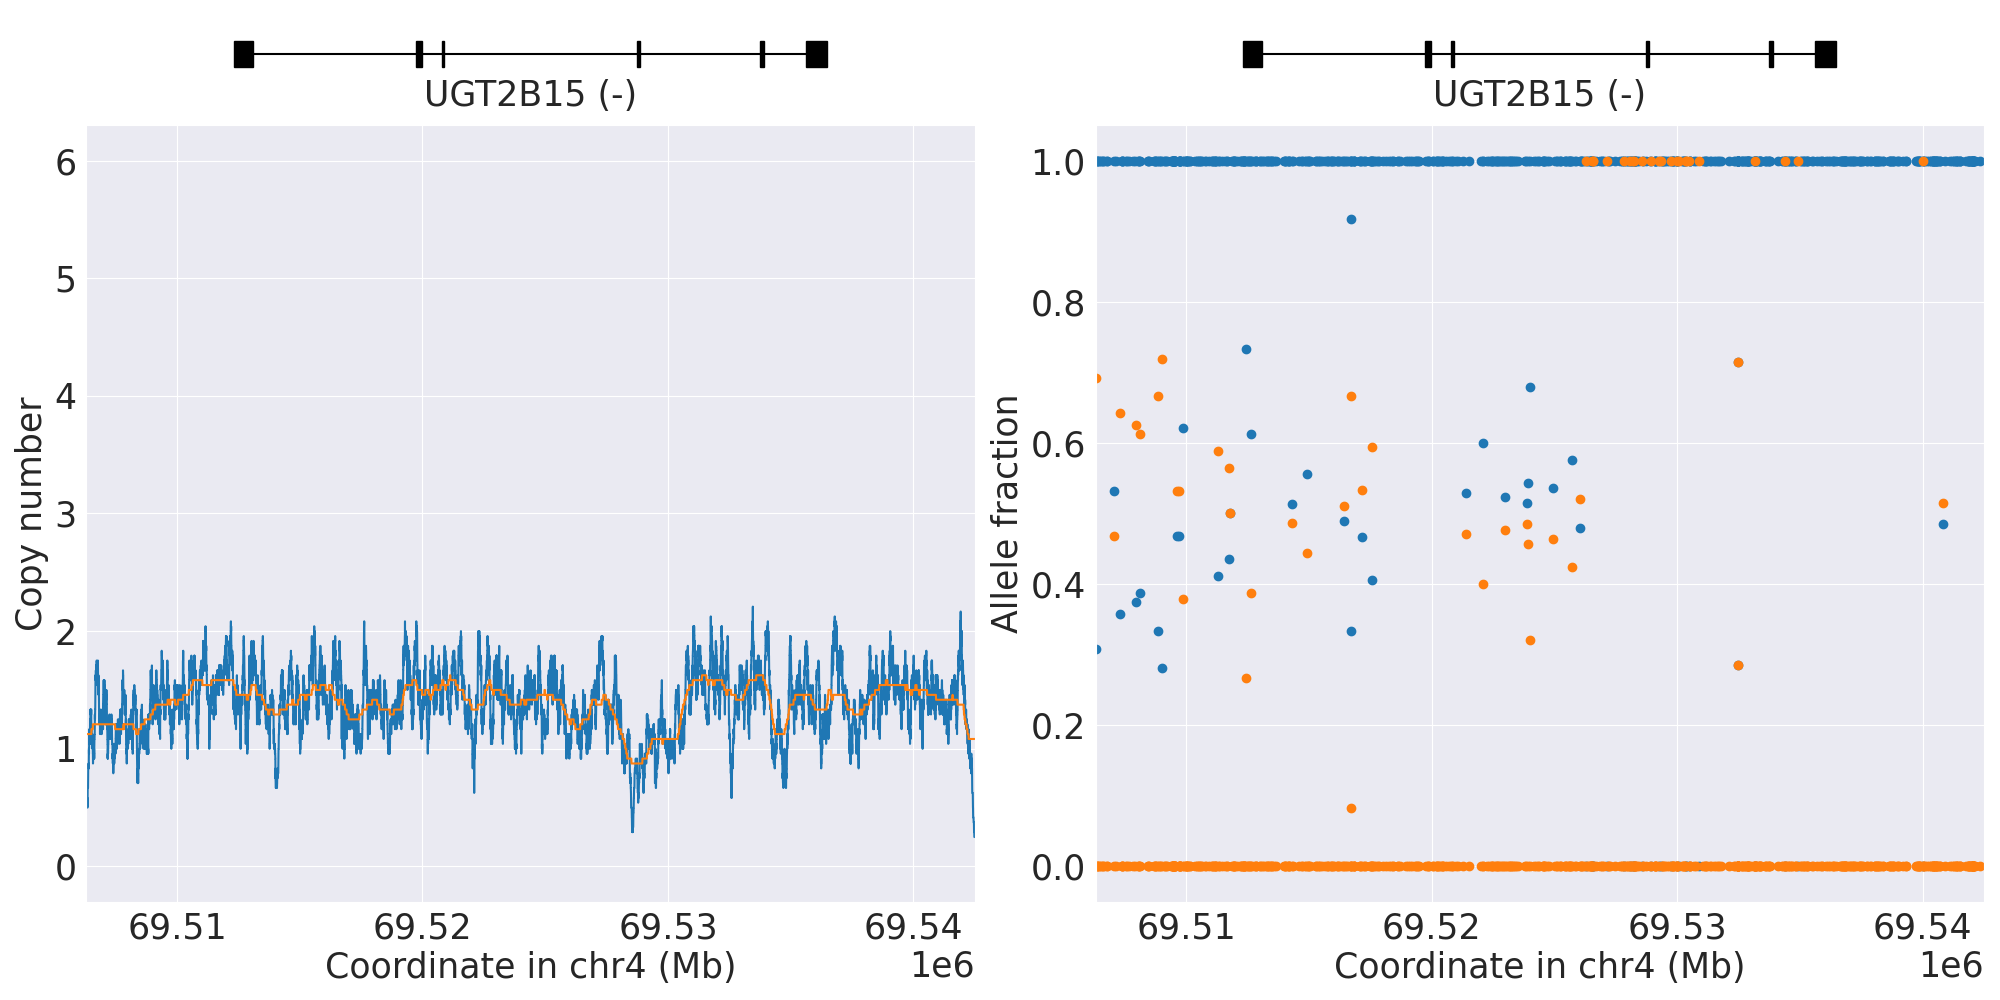 UGT2B15 (-)
UGT2B15 (-)
6
5
4
3
2
1
0
Copy number
69.51
69.52
69.53
69.54
Coordinate in chr4 (Mb)
1e6
1.0
0.8
0.6
0.4
0.2
0.0
Allele fraction
69.51
69.52
69.53
69.54
Coordinate in chr4 (Mb)
1e6